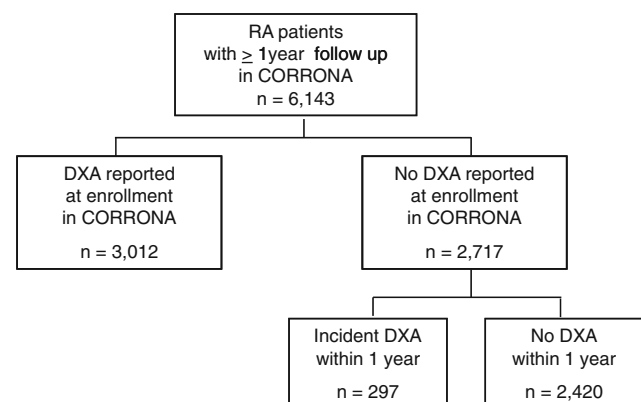 RA patients
with ≥ 1year follow up
in CORRONA
n = 6,143
DXA reported
at enrollment
in CORRONA
n = 3,012
No DXA reported
at enrollment
in CORRONA
n = 2,717
Incident DXA
within 1 year
n = 297
No DXA
within 1 year
n = 2,420